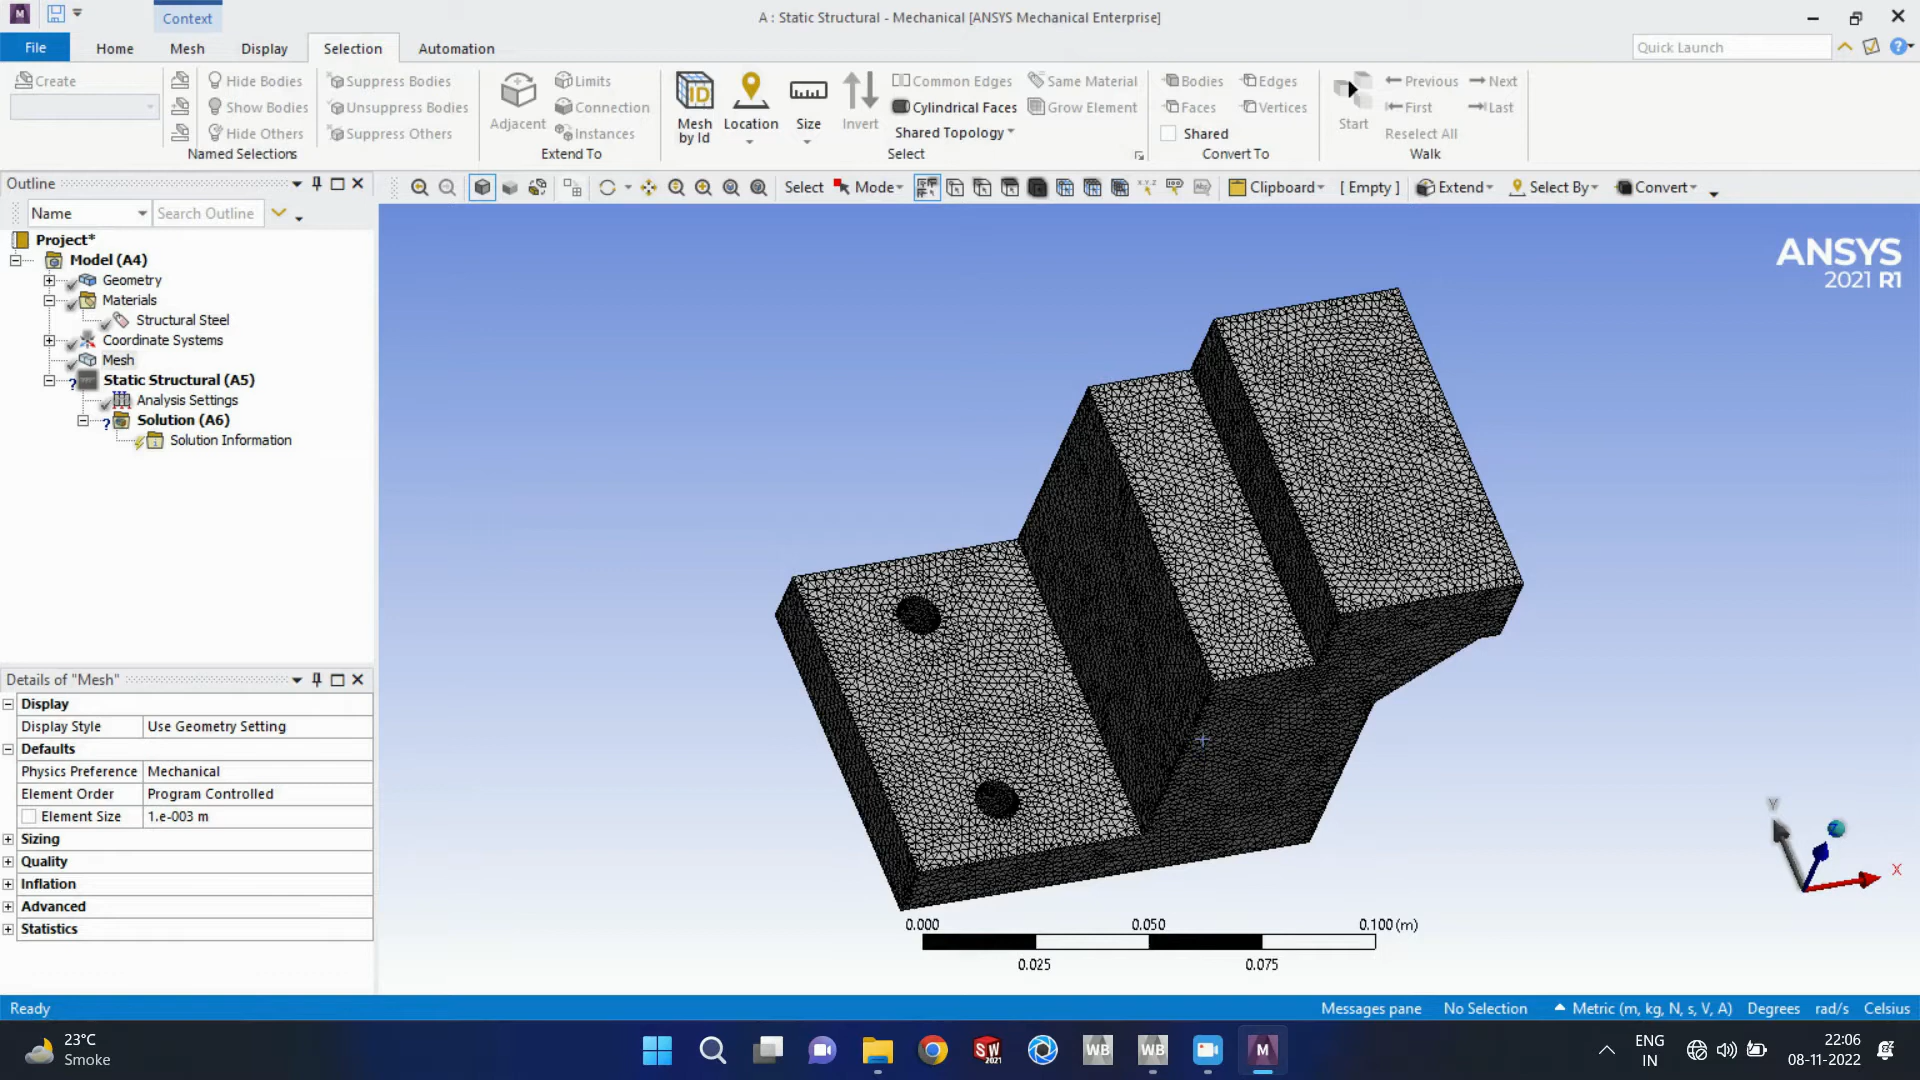 Context
A : Static Structural - Mechanical [ANSYS Mechanical Enterprise]
File
Home
Mesh
Display
Selection
Automation
Quick Launch
Create
Hide Bodies
Show Bodies
Hide Others
Named Selections
Suppress Bodies
Unsuppress Bodies
Suppress Others
Adjacent
Limits
Connection
Instances
Extend To
Mesh by Id
Location
Size
Invert
Common Edges
Cylindrical Faces
Shared Topology
Same Material
Grow Element
Select
Bodies
Edges
Faces
Vertices
Shared
Convert To
Start
Previous
Next
First
Last
Reselect All
Walk
Outline
Select
Mode
Clipboard
[ Empty ]
Extend
Select By
Convert
Name
Search Outline
Project*
Model (A4)
Geometry
Materials
Structural Steel
Coordinate Systems
Mesh
Static Structural (A5)
Analysis Settings
Solution (A6)
Solution Information
ANSYS
2021 R1
Details of "Mesh"
Display
Display Style Use Geometry Setting
Defaults
Physics Preference Mechanical
Element Order Program Controlled
Element Size 1.e-003 m
Sizing
Quality
Inflation
Advanced
Statistics
Y
X
0.000 0.050 0.100 (m)
0.025 0.075
Ready
Messages pane
No Selection
Metric (m, kg, N, s, V, A)
Degrees
rad/s
Celsius
23°C
Smoke
SW
2021
WB
WB
M
ENG
IN
22:06
08-11-2022